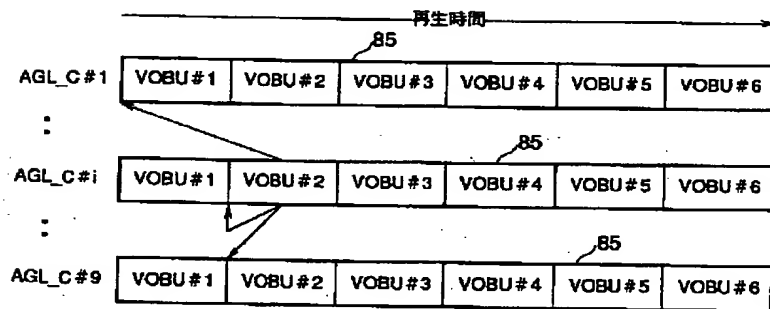 再生時間
85
AGL_C#1 VOBU#1 VOBU#2 VOBU#3 VOBU#4 VOBU#5 VOBU#6
:
85
AGL_C#i VOBU#1 VOBU#2 VOBU#3 VOBU#4 VOBU#5 VOBU#6
:
85
AGL_C#9 VOBU#1 VOBU#2 VOBU#3 VOBU#4 VOBU#5 VOBU#6